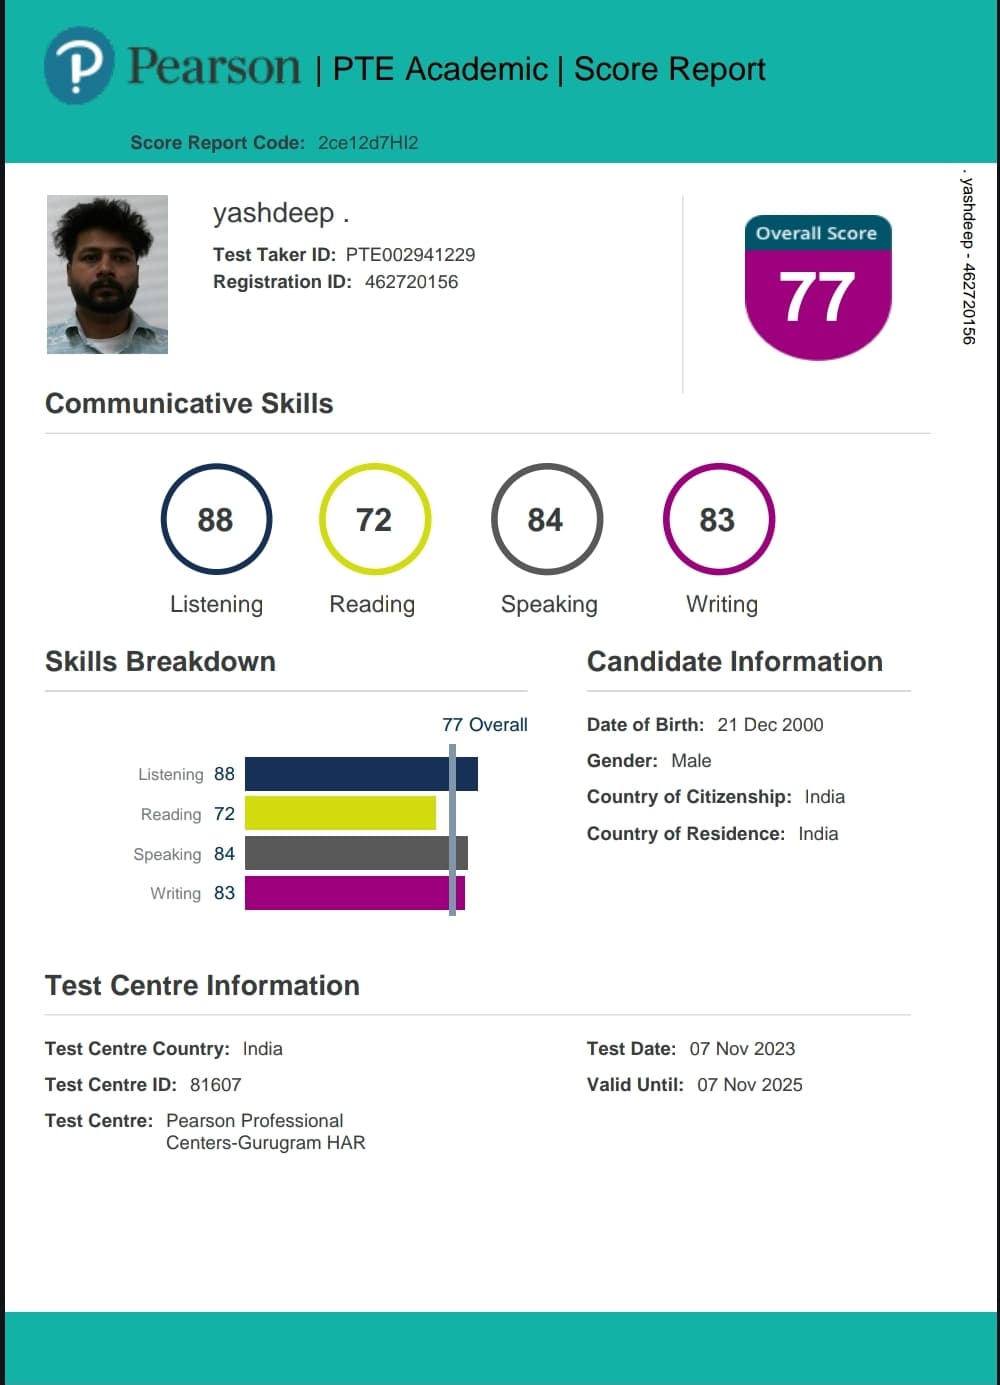 Pearson | PTE Academic | Score Report
Score Report Code: 2ce12d7HI2
yashdeep .
Test Taker ID: PTE002941229
Registration ID: 462720156
Overall Score
77
. yashdeep - 462720156
Communicative Skills
88 72 84 83
Listening Reading Speaking Writing
Skills Breakdown
77 Overall
Listening 88
Reading 72
Speaking 84
Writing 83
Candidate Information
Date of Birth: 21 Dec 2000
Gender: Male
Country of Citizenship: India
Country of Residence: India
Test Centre Information
Test Centre Country: India
Test Centre ID: 81607
Test Centre: Pearson Professional
Centers-Gurugram HAR
Test Date: 07 Nov 2023
Valid Until: 07 Nov 2025